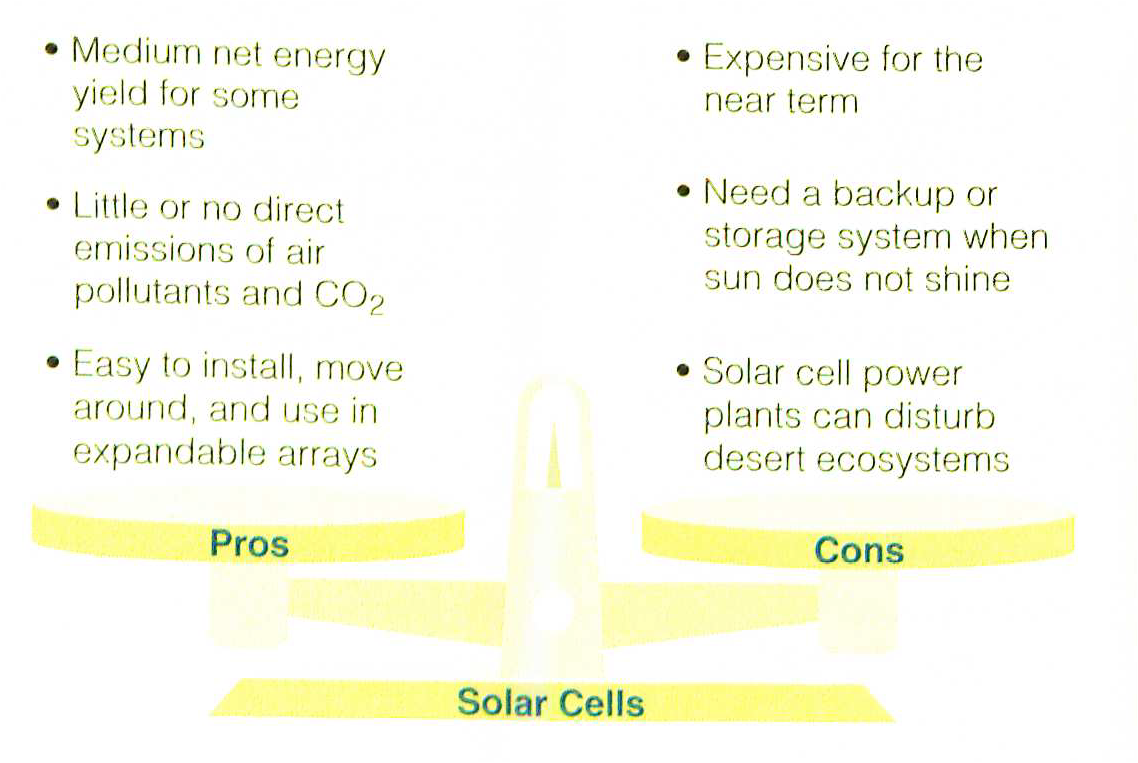 • Medium net energy
yield for some
systems
• Little or no direct
emissions of air
pollutants and CO₂
• Easy to install, move
around, and use in
expandable arrays
Pros
• Expensive for the
near term
• Need a backup or
storage system when
sun does not shine
• Solar cell power
plants can disturb
desert ecosystems
Cons
Solar Cells